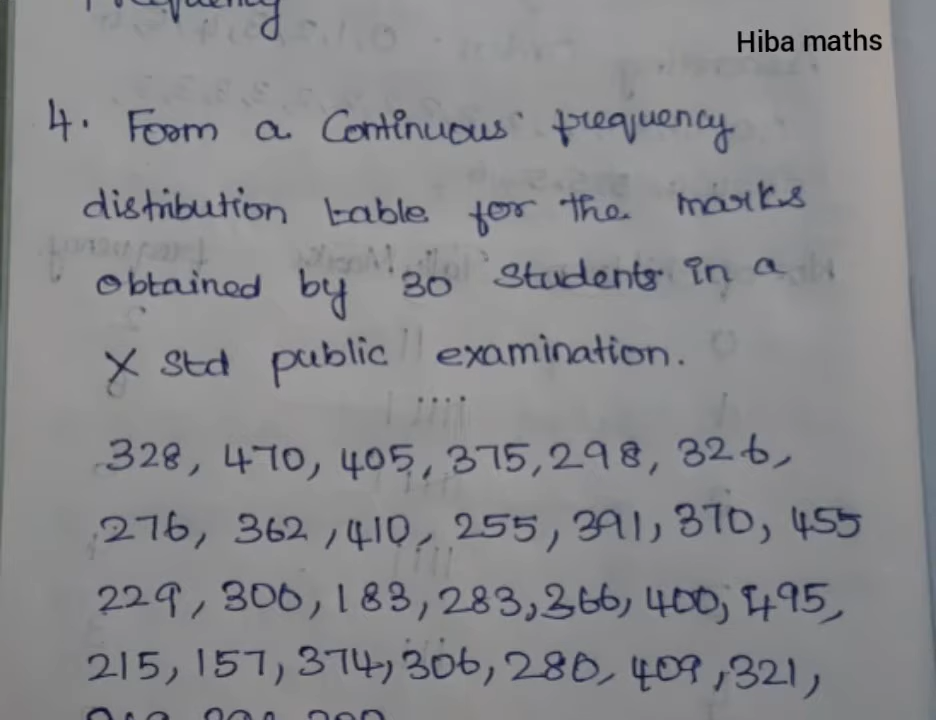 Hiba maths
4. Form a Continuous frequency
distribution table for the marks
obtained by 30 students in a
X std public examination.
328, 470, 405, 375, 298, 326,
276, 362, 410, 255, 391, 370, 455
229, 300, 183, 283, 366, 400, 495,
215, 157, 374, 306, 280, 409, 321,